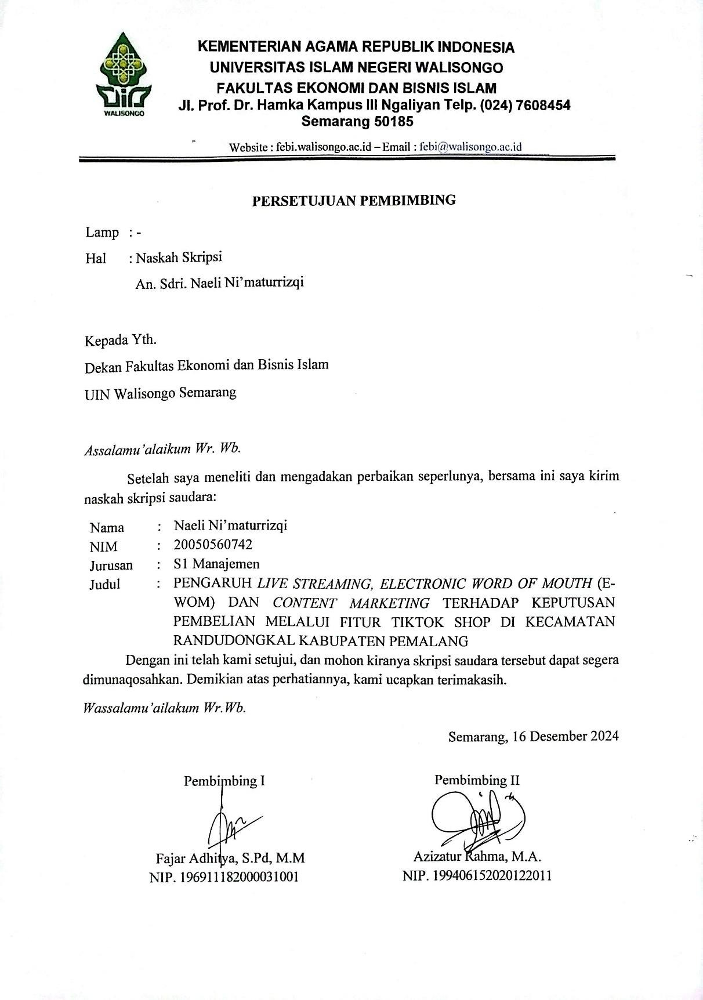 KEMENTERIAN AGAMA REPUBLIK INDONESIA
UNIVERSITAS ISLAM NEGERI WALISONGO
FAKULTAS EKONOMI DAN BISNIS ISLAM
Jl. Prof. Dr. Hamka Kampus III Ngaliyan Telp. (024) 7608454
Semarang 50185
UIN
WALISONGO
Website : febi.walisongo.ac.id – Email : febi@walisongo.ac.id
PERSETUJUAN PEMBIMBING
Lamp : -
Hal : Naskah Skripsi
An. Sdri. Naeli Ni’maturrizqi
Kepada Yth.
Dekan Fakultas Ekonomi dan Bisnis Islam
UIN Walisongo Semarang
Assalamu’alaikum Wr. Wb.
Setelah saya meneliti dan mengadakan perbaikan seperlunya, bersama ini saya kirim
naskah skripsi saudara:
Nama : Naeli Ni’maturrizqi
NIM : 20050560742
Jurusan : S1 Manajemen
Judul : PENGARUH LIVE STREAMING, ELECTRONIC WORD OF MOUTH (E-
WOM) DAN CONTENT MARKETING TERHADAP KEPUTUSAN
PEMBELIAN MELALUI FITUR TIKTOK SHOP DI KECAMATAN
RANDUDONGKAL KABUPATEN PEMALANG
Dengan ini telah kami setujui, dan mohon kiranya skripsi saudara tersebut dapat segera
dimunaqosahkan. Demikian atas perhatiannya, kami ucapkan terimakasih.
Wassalamu’ailakum Wr.Wb.
Semarang, 16 Desember 2024
Pembimbing I
Fajar Adhitya, S.Pd, M.M
NIP. 196911182000031001
Pembimbing II
Azizatur Rahma, M.A.
NIP. 199406152020122011